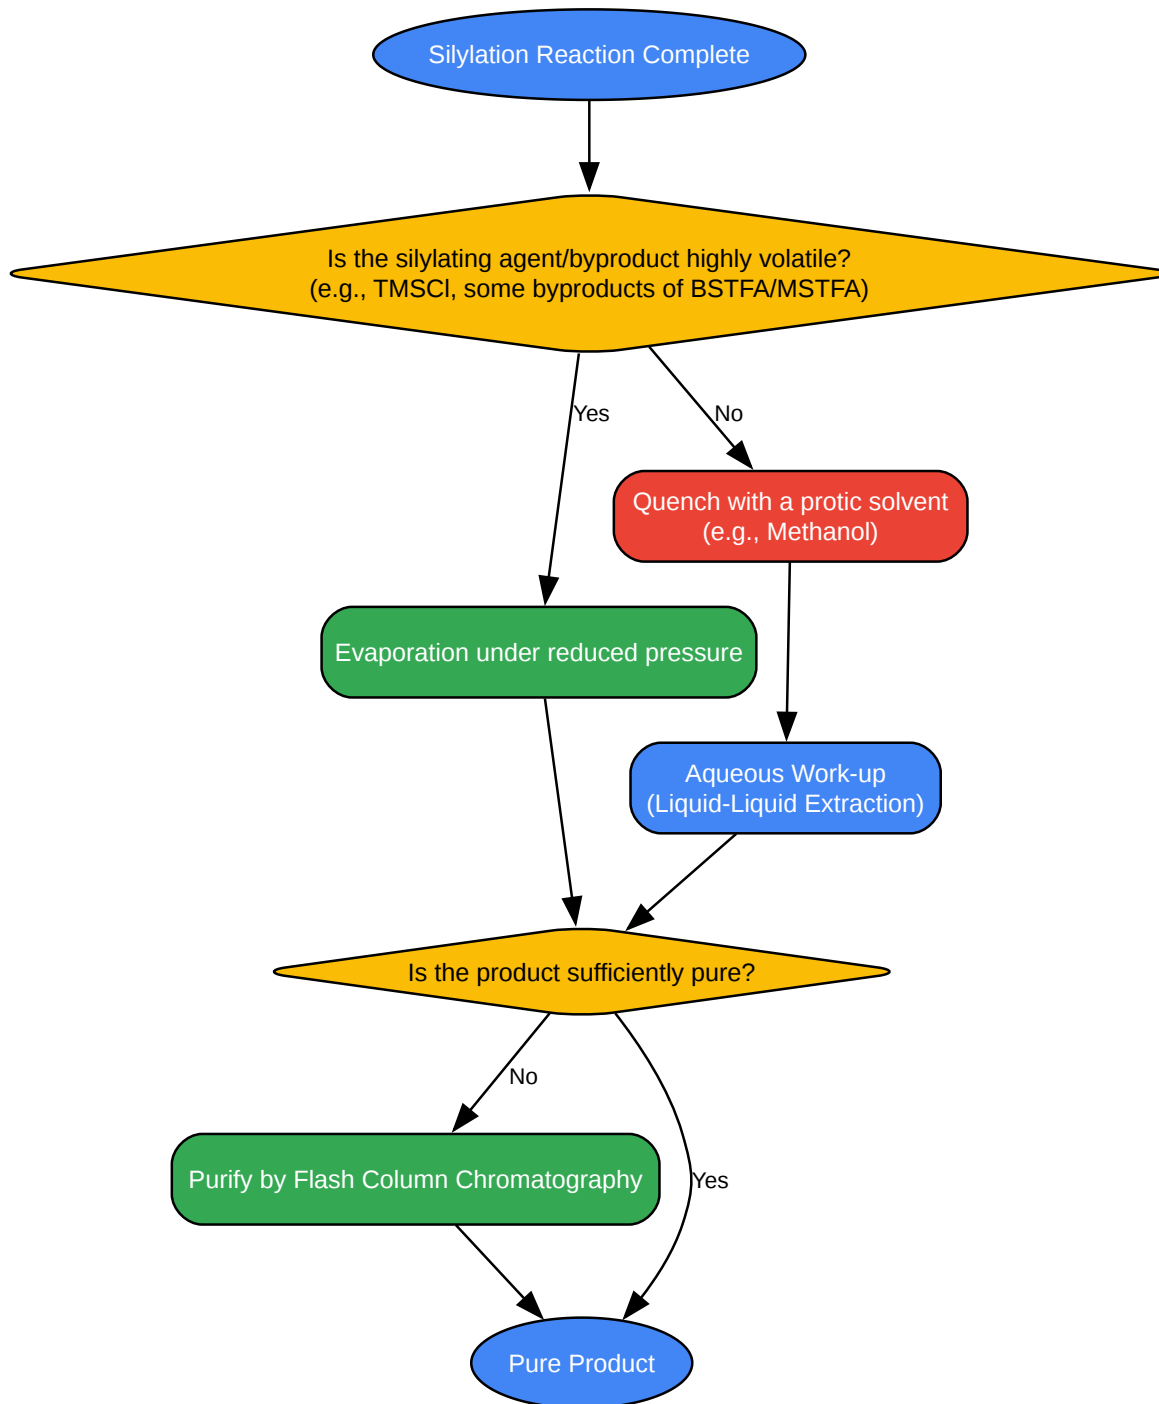 Silylation Reaction Complete
Is the silylating agent/byproduct highly volatile?
(e.g., TMSCl, some byproducts of BSTFA/MSTFA)
Yes
No
Quench with a protic solvent
(e.g., Methanol)
Evaporation under reduced pressure
Aqueous Work-up
(Liquid-Liquid Extraction)
Is the product sufficiently pure?
No
Purify by Flash Column Chromatography
Yes
Pure Product